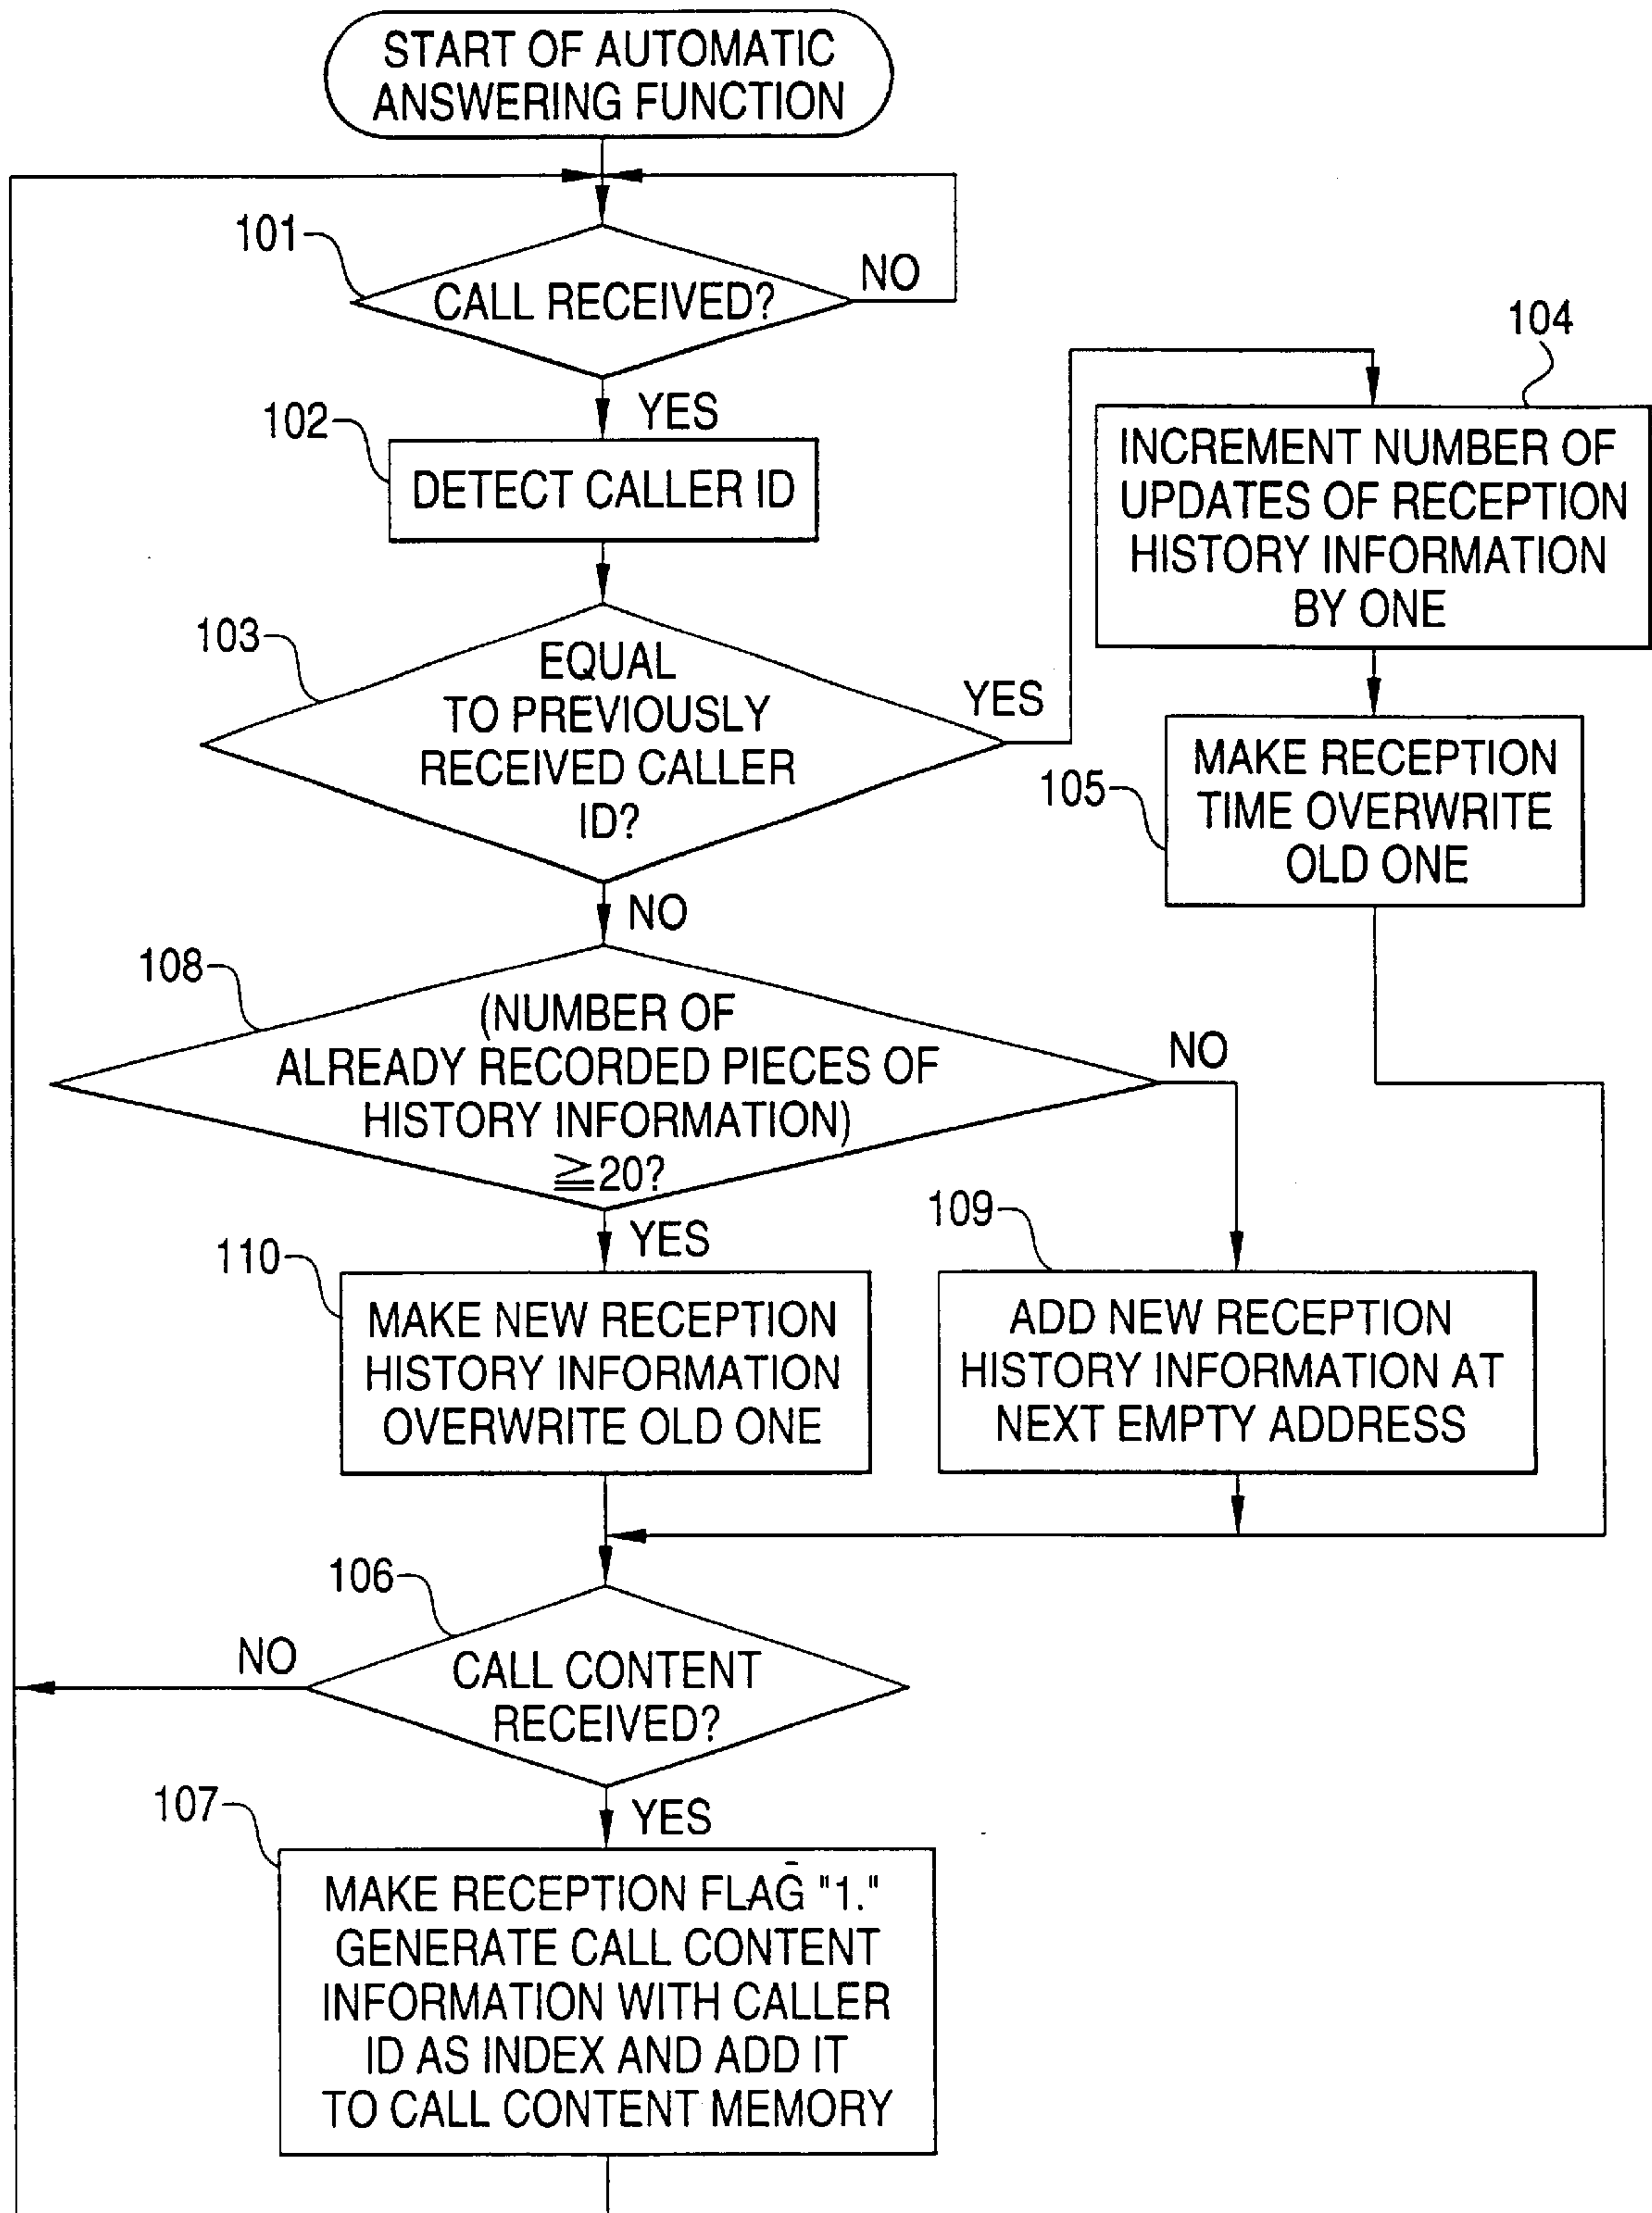 START OF AUTOMATIC
ANSWERING FUNCTION
101
CALL RECEIVED?
NO
YES
102
DETECT CALLER ID
103
EQUAL
TO PREVIOUSLY
RECEIVED CALLER
ID?
YES
NO
104
INCREMENT NUMBER OF
UPDATES OF RECEPTION
HISTORY INFORMATION
BY ONE
105
MAKE RECEPTION
TIME OVERWRITE
OLD ONE
108
(NUMBER OF
ALREADY RECORDED PIECES OF
HISTORY INFORMATION)
≧20?
NO
YES
110
MAKE NEW RECEPTION
HISTORY INFORMATION
OVERWRITE OLD ONE
109
ADD NEW RECEPTION
HISTORY INFORMATION AT
NEXT EMPTY ADDRESS
106
CALL CONTENT
RECEIVED?
NO
YES
107
MAKE RECEPTION FLAG "1."
GENERATE CALL CONTENT
INFORMATION WITH CALLER
ID AS INDEX AND ADD IT
TO CALL CONTENT MEMORY